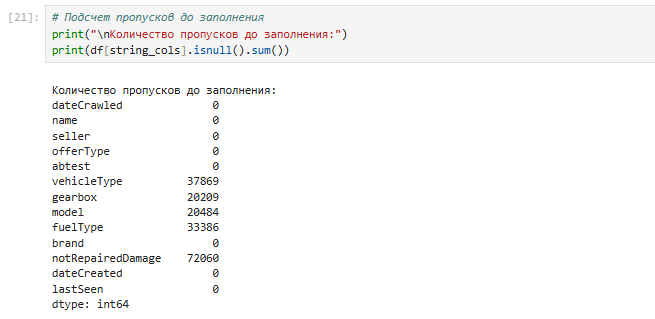 [21]: # Подсчет пропусков до заполнения
print("\nКоличество пропусков до заполнения:")
print(df[string_cols].isnull().sum())
Количество пропусков до заполнения:
dateCrawled 0
name 0
seller 0
offerType 0
abtest 0
vehicleType 37869
gearbox 20209
model 20484
fuelType 33386
brand 0
notRepairedDamage 72060
dateCreated 0
lastSeen 0
dtype: int64